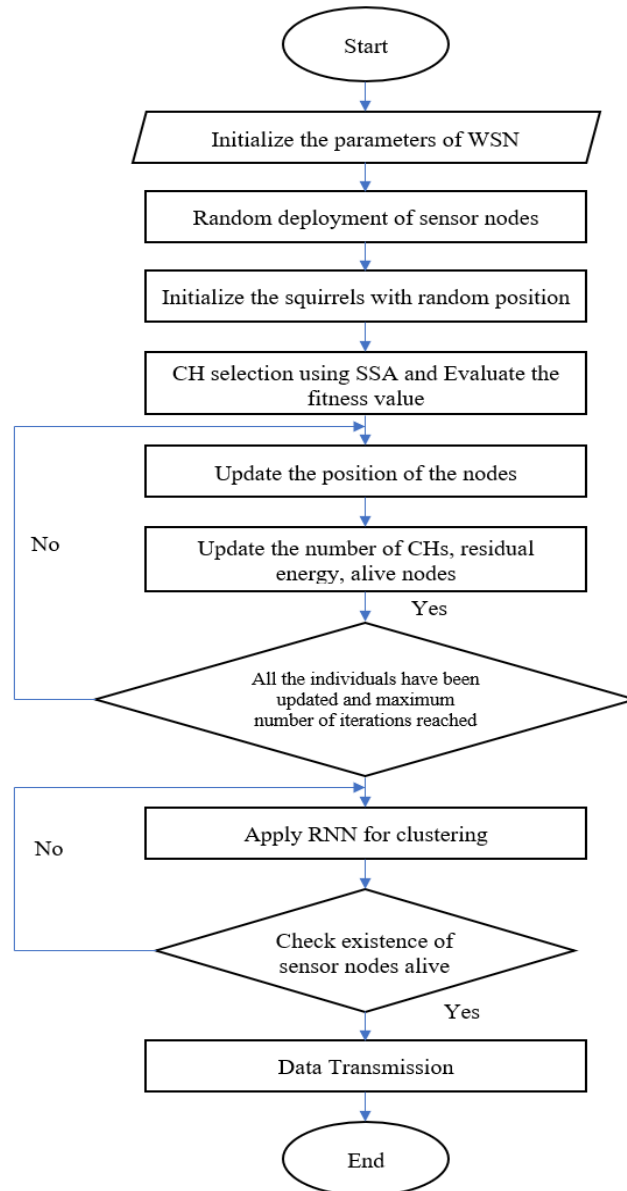 Start
Initialize the parameters of WSN
Random deployment of sensor nodes
Initialize the squirrels with random position
CH selection using SSA and Evaluate the
fitness value
Update the position of the nodes
No
Update the number of CHs, residual
energy, alive nodes
Yes
All the individuals have been
updated and maximum
number of iterations reached
Apply RNN for clustering
No
Check existence of
sensor nodes alive
Yes
Data Transmission
End